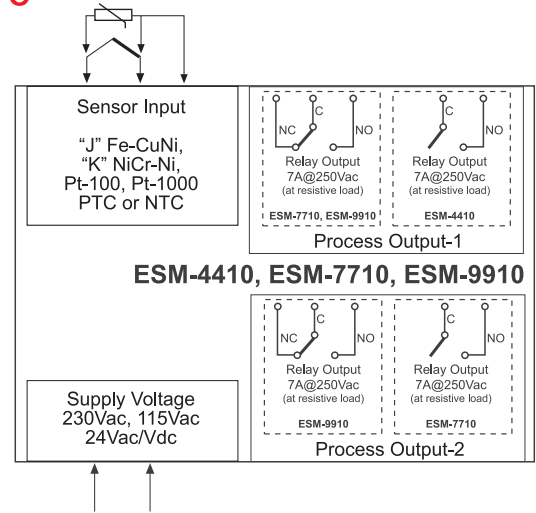 Sensor Input
“J” Fe-CuNi,
“K” NiCr-Ni,
Pt-100, Pt-1000
PTC or NTC
C
NC
NO
Relay Output
7A@250Vac
(at resistive load)
ESM-7710, ESM-9910
C
NO
Relay Output
7A@250Vac
(at resistive load)
ESM-4410
Process Output-1
ESM-4410, ESM-7710, ESM-9910
Supply Voltage
230Vac, 115Vac
24Vac/Vdc
C
NC
NO
Relay Output
7A@250Vac
(at resistive load)
ESM-9910
C
NO
Relay Output
7A@250Vac
(at resistive load)
ESM-7710
Process Output-2